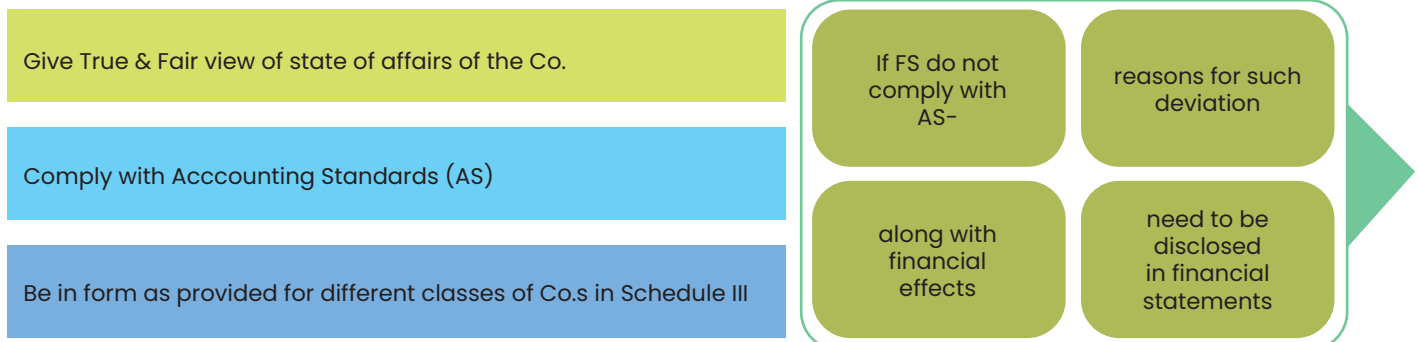 Give True & Fair view of state of affairs of the Co.
Comply with Acccounting Standards (AS)
Be in form as provided for different classes of Co.s in Schedule III
If FS do not
comply with
AS-
reasons for such
deviation
along with
financial
effects
need to be
disclosed
in financial
statements